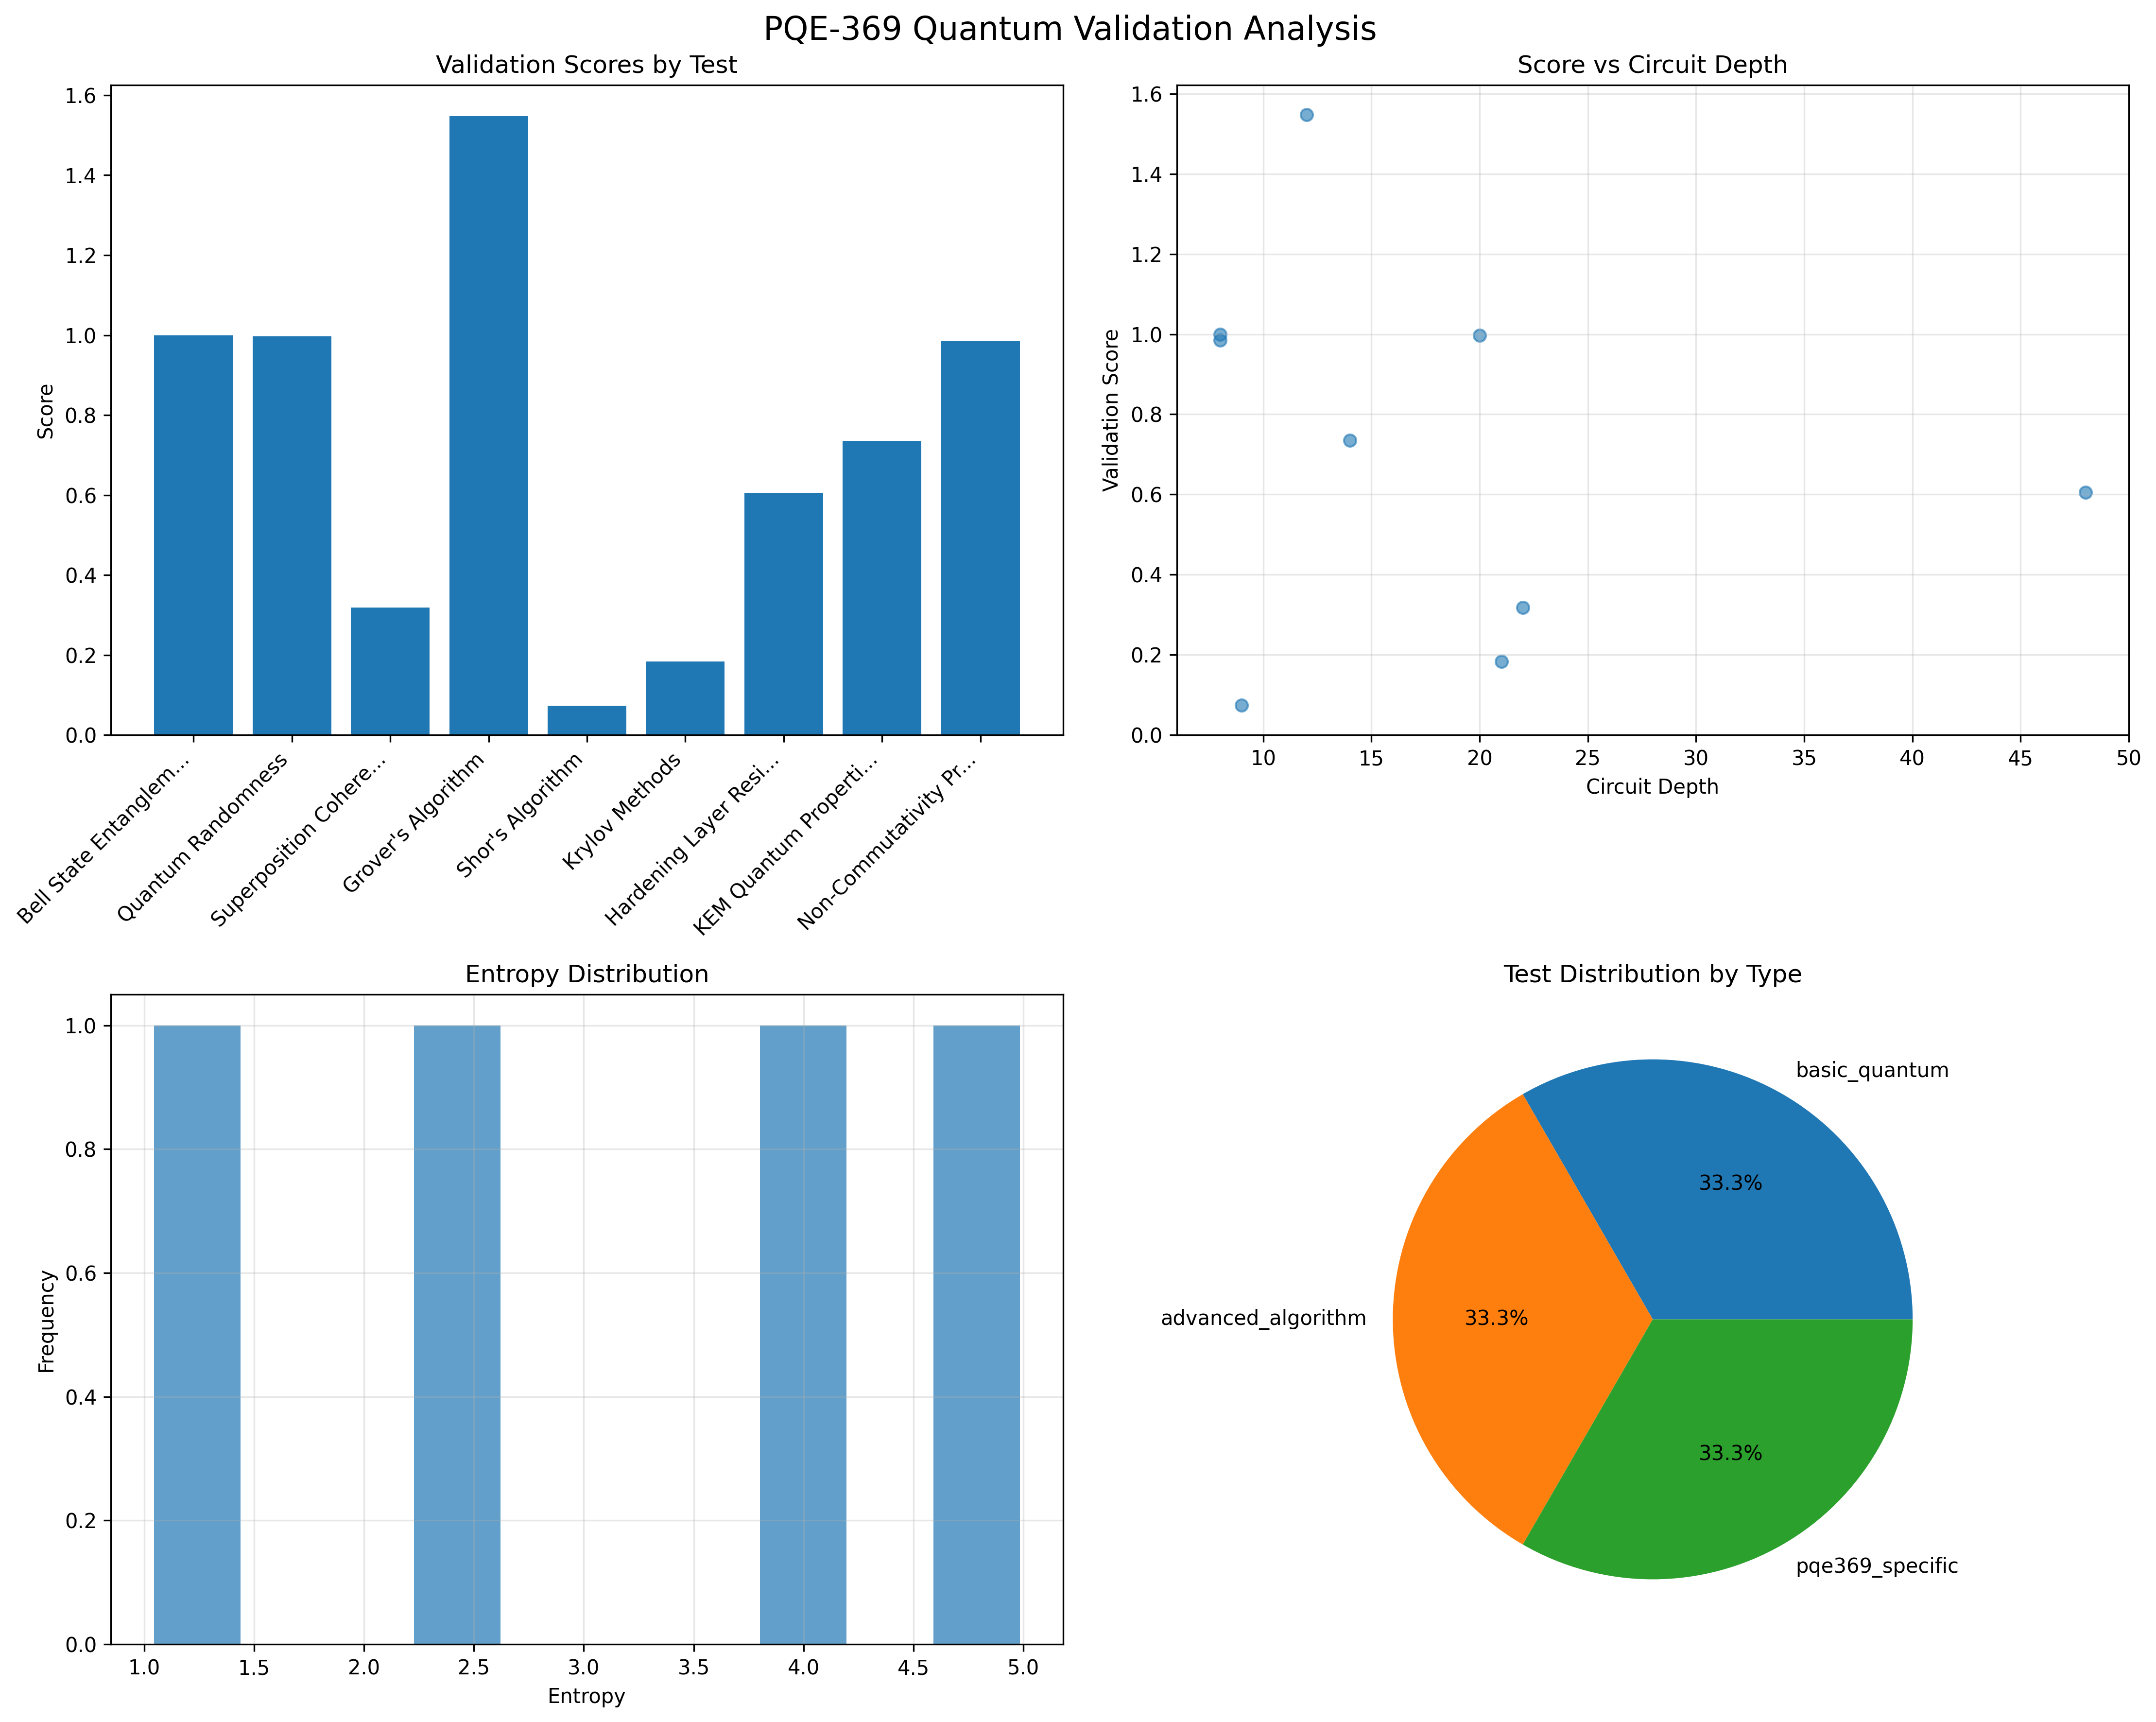 PQE-369 Quantum Validation Analysis
Validation Scores by Test
Score
1.6
1.4
1.2
1.0
0.8
0.6
0.4
0.2
0.0
Bell State Entanglem...
Quantum Randomness
Superposition Cohere...
Grover's Algorithm
Shor's Algorithm
Krylov Methods
Hardening Layer Resi...
KEM Quantum Properti...
Non-Commutativity Pr...
Score vs Circuit Depth
Validation Score
1.6
1.4
1.2
1.0
0.8
0.6
0.4
0.2
0.0
10 15 20 25 30 35 40 45 50
Circuit Depth
Entropy Distribution
Frequency
1.0
0.8
0.6
0.4
0.2
0.0
1.0 1.5 2.0 2.5 3.0 3.5 4.0 4.5 5.0
Entropy
Test Distribution by Type
basic_quantum
33.3%
advanced_algorithm
33.3%
33.3%
pqe369_specific